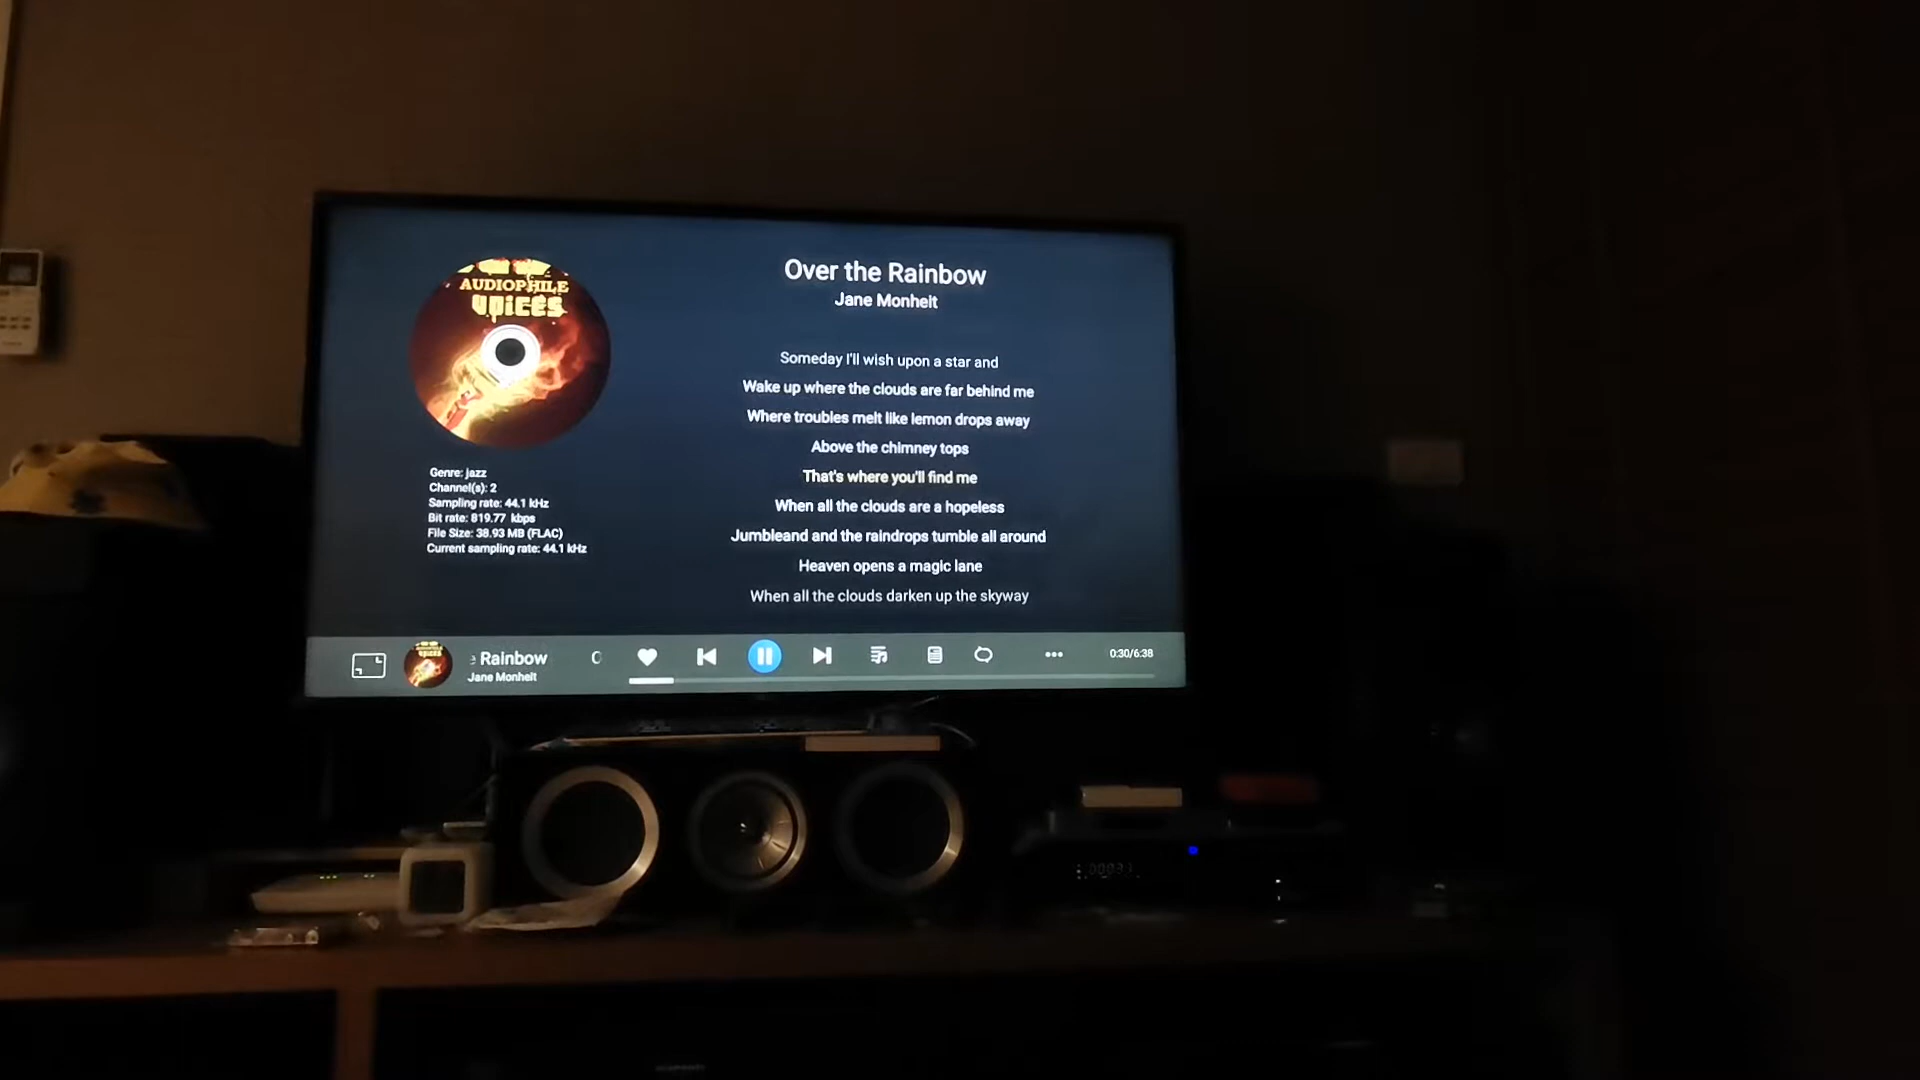 AUDIOPHILE
VOICES
Genre: jazz
Channel(s): 2
Sampling rate: 44.1 kHz
Bit rate: 819.77 kbps
File Size: 38.93 MB (FLAC)
Current sampling rate: 44.1 kHz
Over the Rainbow
Jane Monheit
Someday I'll wish upon a star and
Wake up where the clouds are far behind me
Where troubles melt like lemon drops away
Above the chimney tops
That's where you'll find me
When all the clouds are a hopeless
Jumbleand and the raindrops tumble all around
Heaven opens a magic lane
When all the clouds darken up the skyway
e Rainbow
Jane Monheit
0:30/6:38